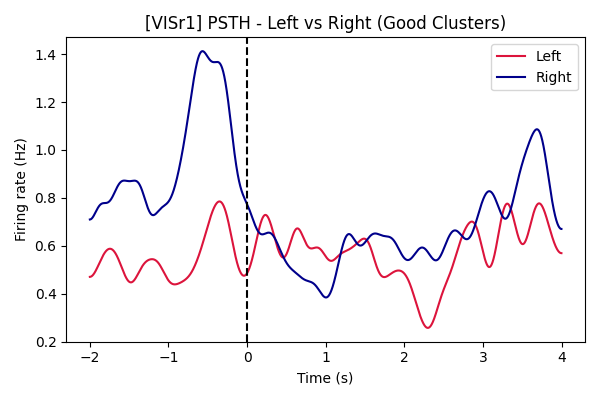 [VISr1] PSTH - Left vs Right (Good Clusters)
Firing rate (Hz)
1.4
1.2
1.0
0.8
0.6
0.4
0.2
Left
Right
−2
−1
0
1
2
3
4
Time (s)